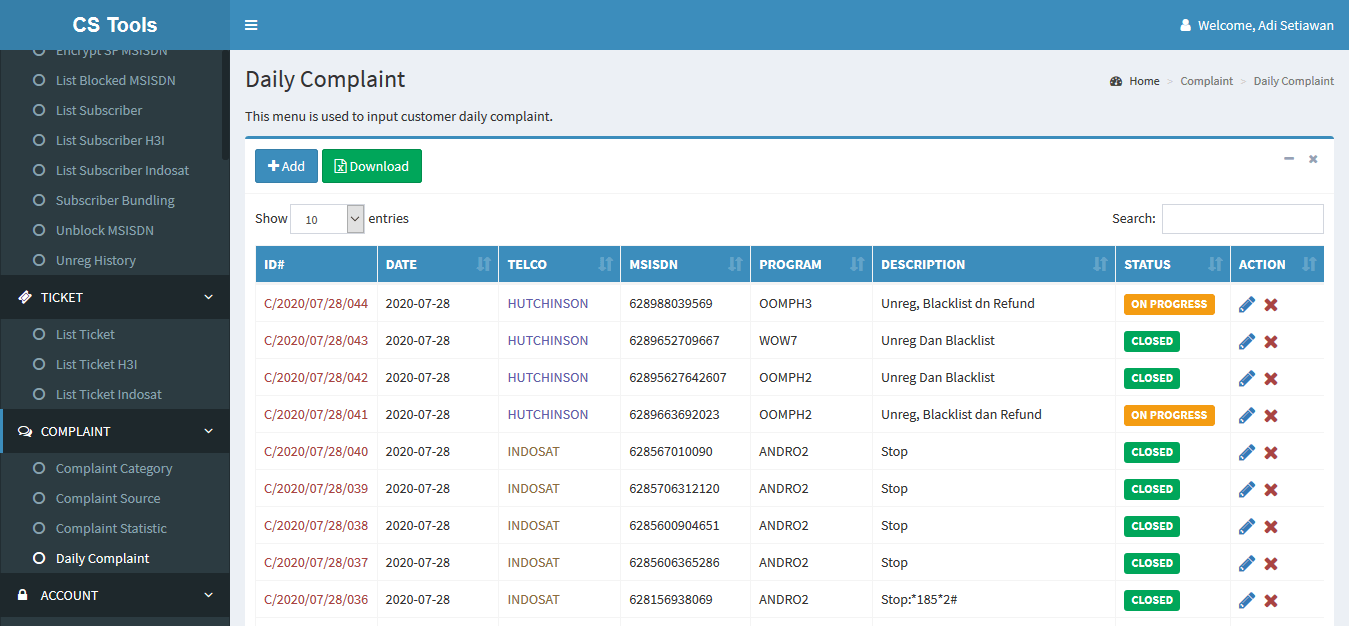 CS Tools
Welcome, Adi Setiawan
Encrypt SP MSISDN
List Blocked MSISDN
List Subscriber
List Subscriber H3I
List Subscriber Indosat
Subscriber Bundling
Unblock MSISDN
Unreg History
TICKET
List Ticket
List Ticket H3I
List Ticket Indosat
COMPLAINT
Complaint Category
Complaint Source
Complaint Statistic
Daily Complaint
ACCOUNT
Daily Complaint
Home > Complaint > Daily Complaint
This menu is used to input customer daily complaint.
Add Download
Show 10 entries Search:
ID# DATE TELCO MSISDN PROGRAM DESCRIPTION STATUS ACTION
C/2020/07/28/044 2020-07-28 HUTCHINSON 628988039569 OOMPH3 Unreg, Blacklist dn Refund ON PROGRESS
C/2020/07/28/043 2020-07-28 HUTCHINSON 6289652709667 WOW7 Unreg Dan Blacklist CLOSED
C/2020/07/28/042 2020-07-28 HUTCHINSON 62895627642607 OOMPH2 Unreg Dan Blacklist CLOSED
C/2020/07/28/041 2020-07-28 HUTCHINSON 6289663692023 OOMPH2 Unreg, Blacklist dan Refund ON PROGRESS
C/2020/07/28/040 2020-07-28 INDOSAT 628567010090 ANDRO2 Stop CLOSED
C/2020/07/28/039 2020-07-28 INDOSAT 6285706312120 ANDRO2 Stop CLOSED
C/2020/07/28/038 2020-07-28 INDOSAT 6285600904651 ANDRO2 Stop CLOSED
C/2020/07/28/037 2020-07-28 INDOSAT 6285606365286 ANDRO2 Stop CLOSED
C/2020/07/28/036 2020-07-28 INDOSAT 628156938069 ANDRO2 Stop:*185*2# CLOSED